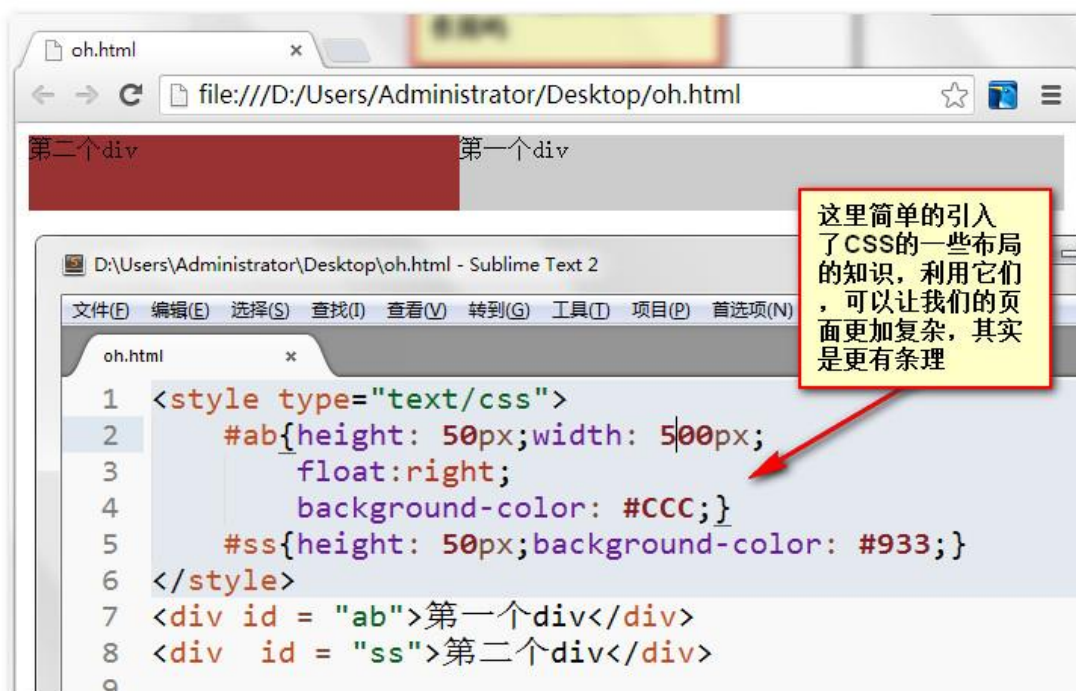 oh.html
file:///D:/Users/Administrator/Desktop/oh.html
第二个div
第一个div
这里简单的引入
了CSS的一些布局
的知识，利用它们
，可以让我们的页
面更加复杂，其实
是更有条理
D:\Users\Administrator\Desktop\oh.html - Sublime Text 2
文件(F) 编辑(E) 选择(S) 查找(I) 查看(V) 转到(G) 工具(T) 项目(P) 首选项(N)
oh.html
1 <style type="text/css">
2 #ab{height: 50px;width: 500px;
3 float:right;
4 background-color: #CCC;}
5 #ss{height: 50px;background-color: #933;}
6 </style>
7 <div id = "ab">第一个div</div>
8 <div  id = "ss">第二个div</div>
9